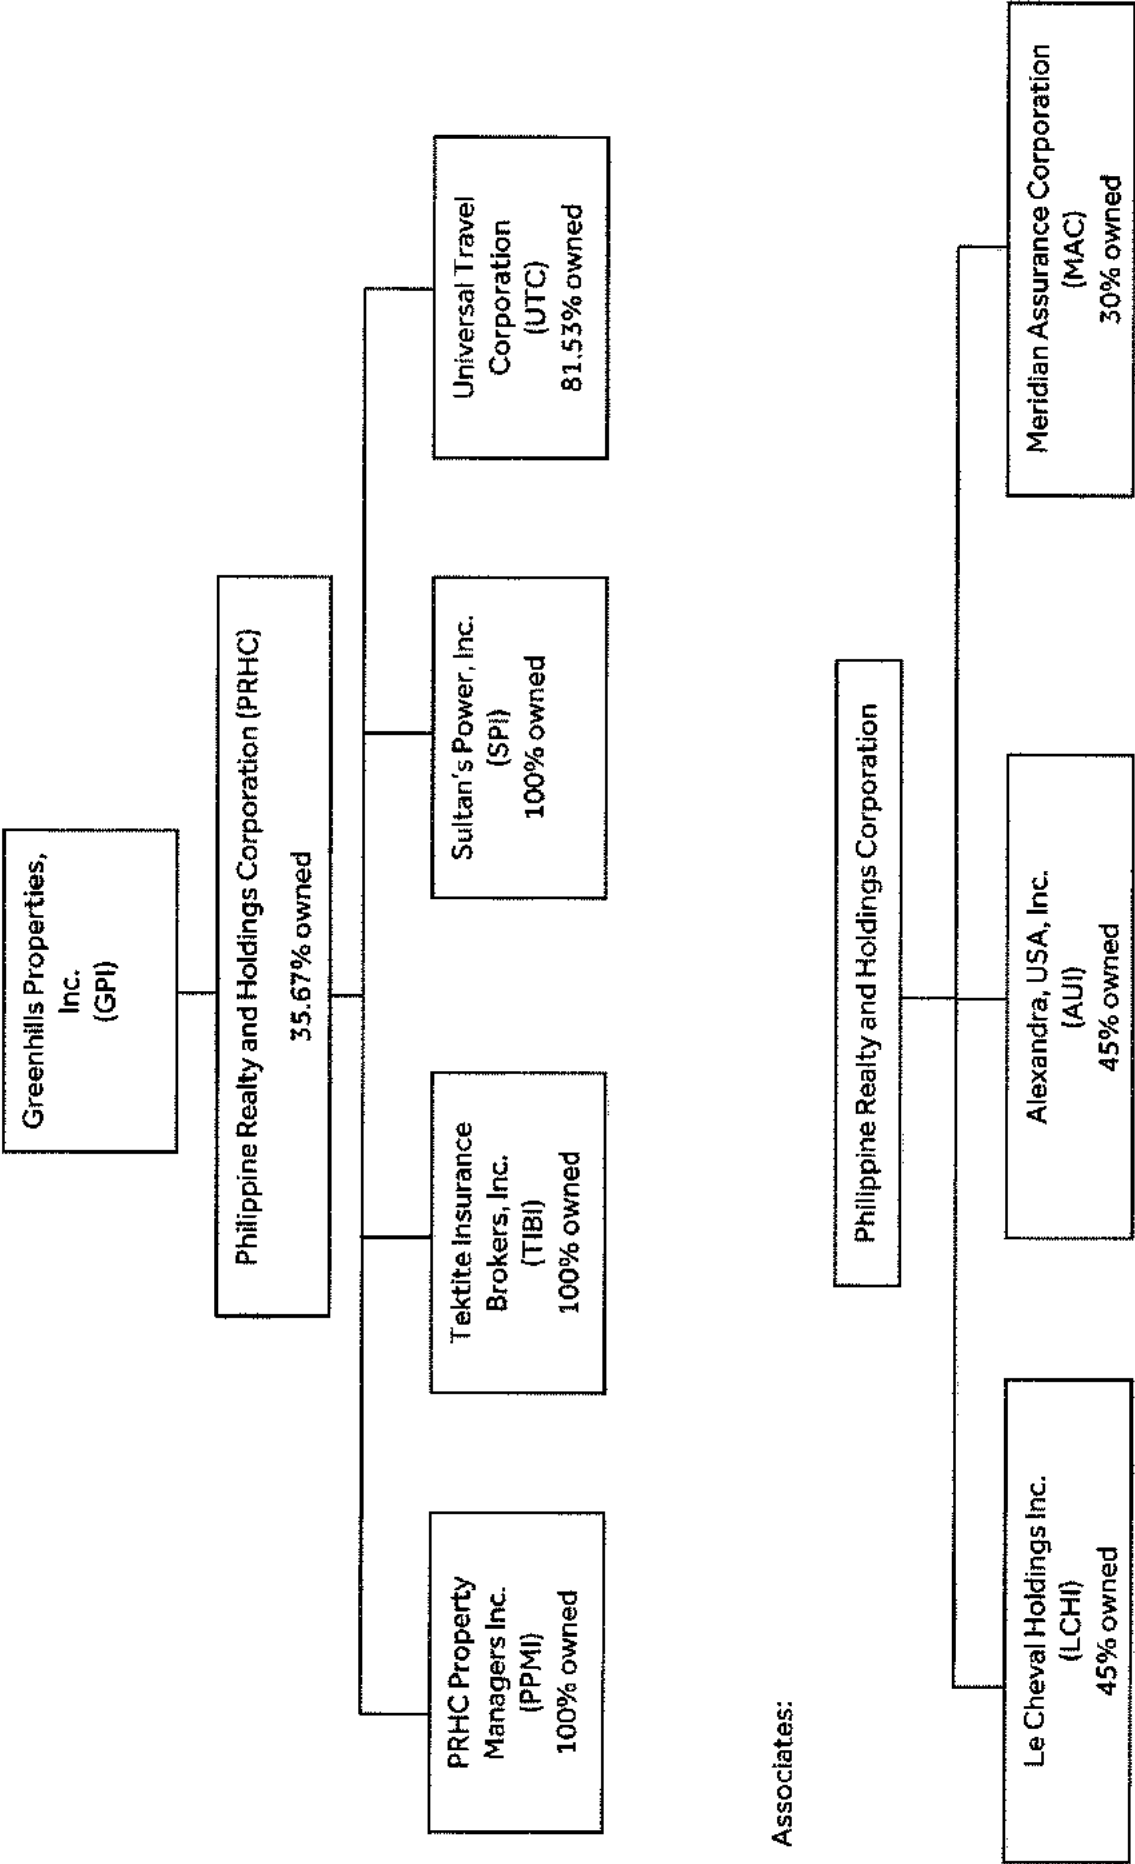 Greenhills Properties,
Inc.
(GPI)
Philippine Realty and Holdings Corporation (PRHC)
35.67% owned
PRHC Property
Managers Inc.
(PPMI)
100% owned
Tektite Insurance
Brokers, Inc.
(TIBI)
100% owned
Sultan's Power, Inc.
(SPI)
100% owned
Universal Travel
Corporation
(UTC)
81.53% owned
Associates:
Philippine Realty and Holdings Corporation
Le Cheval Holdings Inc.
(LCHI)
45% owned
Alexandra, USA, Inc.
(AUI)
45% owned
Meridian Assurance Corporation
(MAC)
30% owned